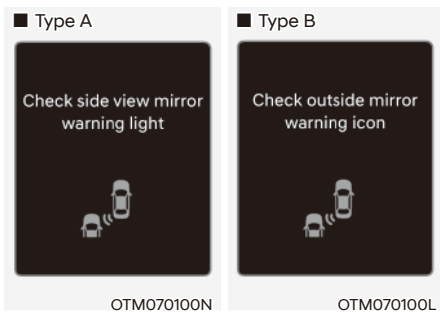 ■ Type A
Check side view mirror
warning light
OTM070100N
■ Type B
Check outside mirror
warning icon
OTM070100L